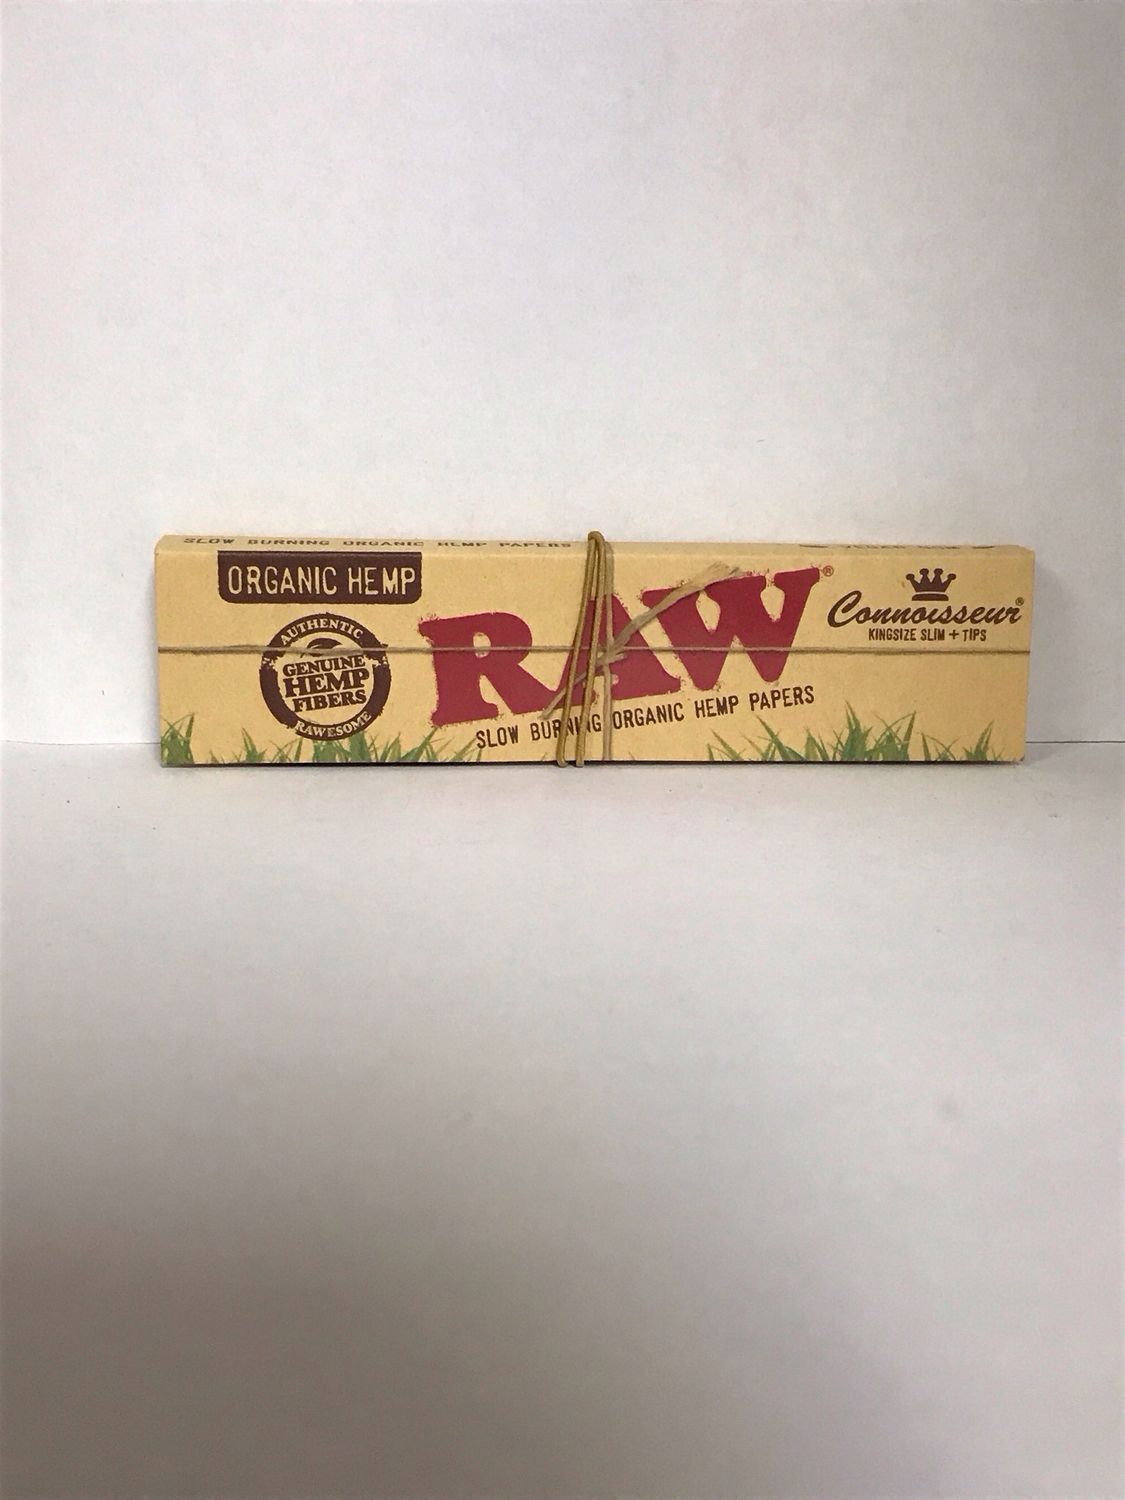 SLOW BURNING ORGANIC HEMP PAPERS
ORGANIC HEMP
AUTHENTIC
GENUINE
HEMP
FIBERS
RAWESOME
RAW®
SLOW BURNING ORGANIC HEMP PAPERS
Connoisseur®
KINGSIZE SLIM + TIPS